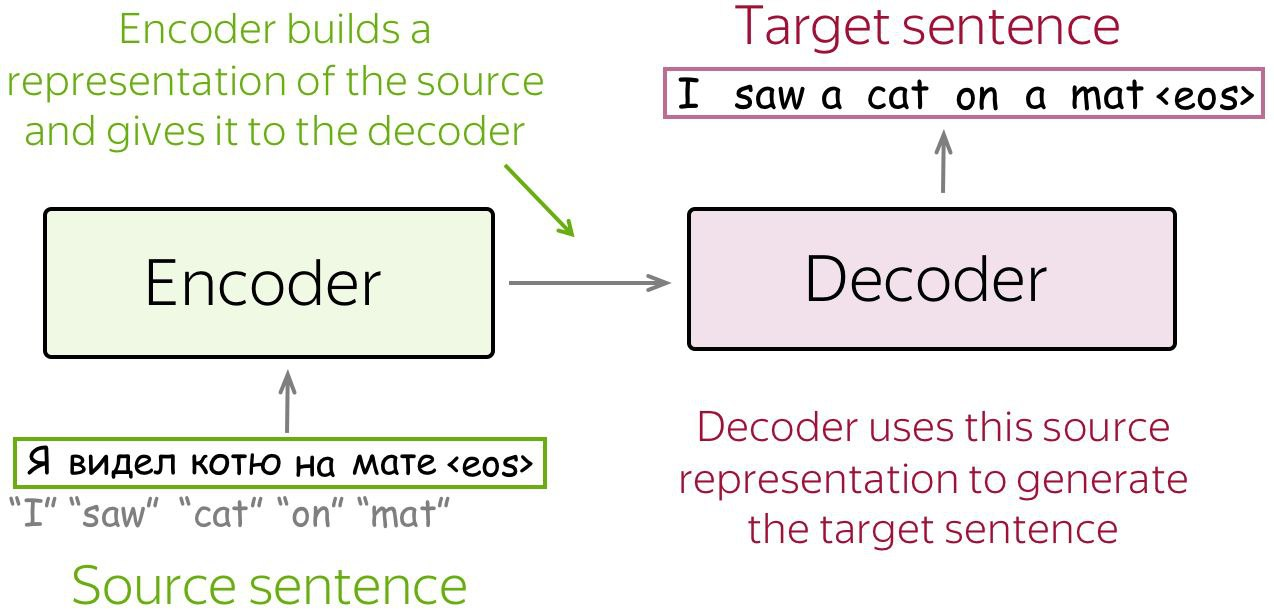 Encoder builds a
representation of the source
and gives it to the decoder
Target sentence
I saw a cat on a mat <eos>
Encoder
Decoder
Я видел котю на мате <eos>
“I” “saw” “cat” “on” “mat”
Source sentence
Decoder uses this source
representation to generate
the target sentence